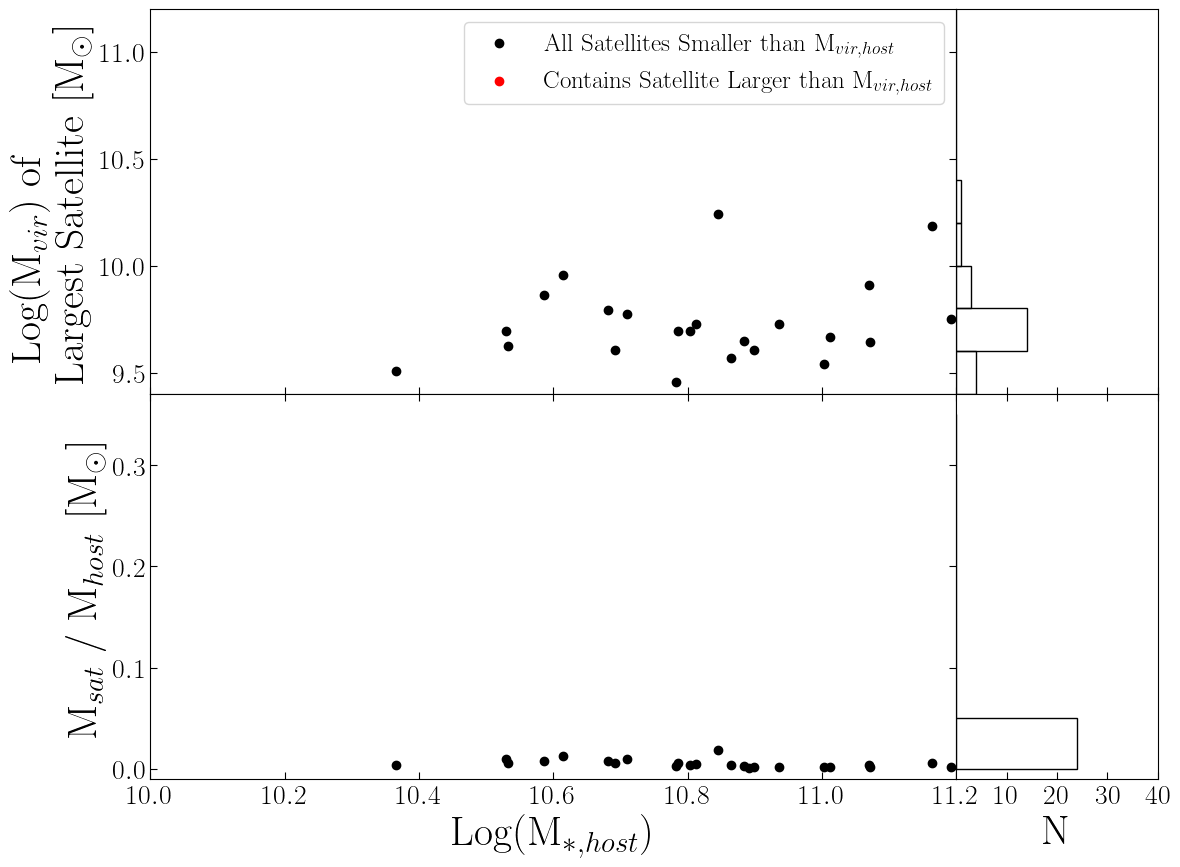 All Satellites Smaller than M_{vir,host}
Contains Satellite Larger than M_{vir,host}
Log(M_{vir}) of
Largest Satellite [M_⊙]
11.0
10.5
10.0
9.5
M_{sat} / M_{host} [M_⊙]
0.3
0.2
0.1
0.0
10.0 10.2 10.4 10.6 10.8 11.0 11.2 10 20 30 40
Log(M_{*,host}) N